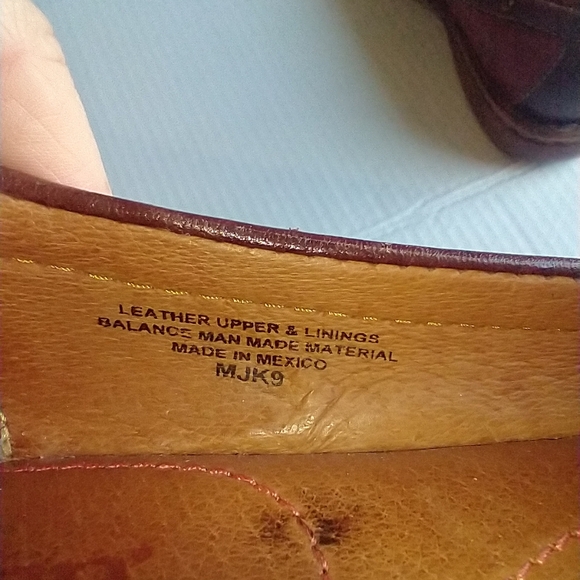 LEATHER UPPER & LININGS
BALANCE MAN MADE MATERIAL
MADE IN MEXICO
MJK9